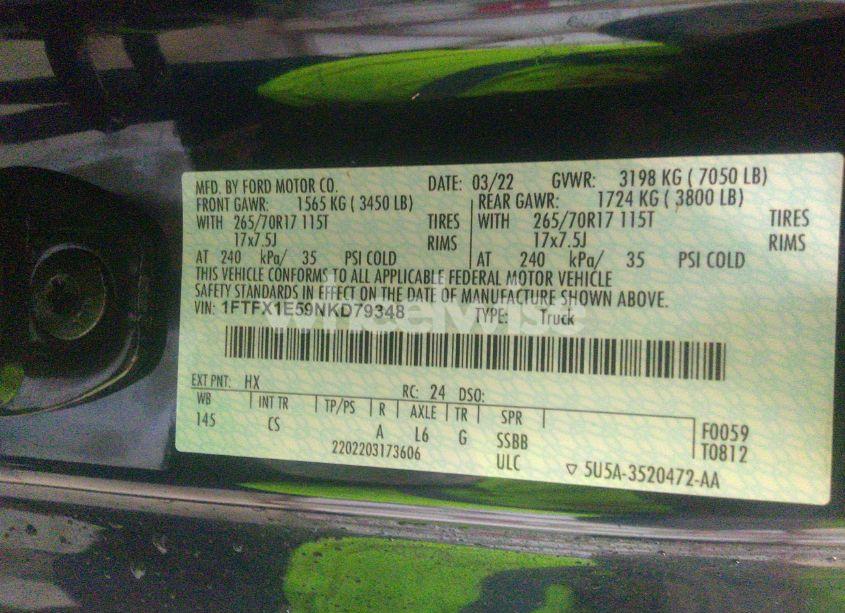 MFD. BY FORD MOTOR CO. DATE: 03/22 GVWR: 3198 KG ( 7050 LB)
FRONT GAWR: 1565 KG ( 3450 LB) REAR GAWR: 1724 KG ( 3800 LB)
WITH 265/70R17 115T TIRES WITH 265/70R17 115T TIRES
17x7.5J RIMS 17x7.5J RIMS
AT 240 kPa/ 35 PSI COLD AT 240 kPa/ 35 PSI COLD
THIS VEHICLE CONFORMS TO ALL APPLICABLE FEDERAL MOTOR VEHICLE
SAFETY STANDARDS IN EFFECT ON THE DATE OF MANUFACTURE SHOWN ABOVE.
VIN: 1FTFX1E59NKD79348 TYPE: Truck
EXT PNT: HX RC: 24 DSO:
WB INT TR TP/PS R AXLE TR SPR
145 CS A L6 G SSBB
2202203173606 ULC
F0059
T0812
5U5A-3520472-AA